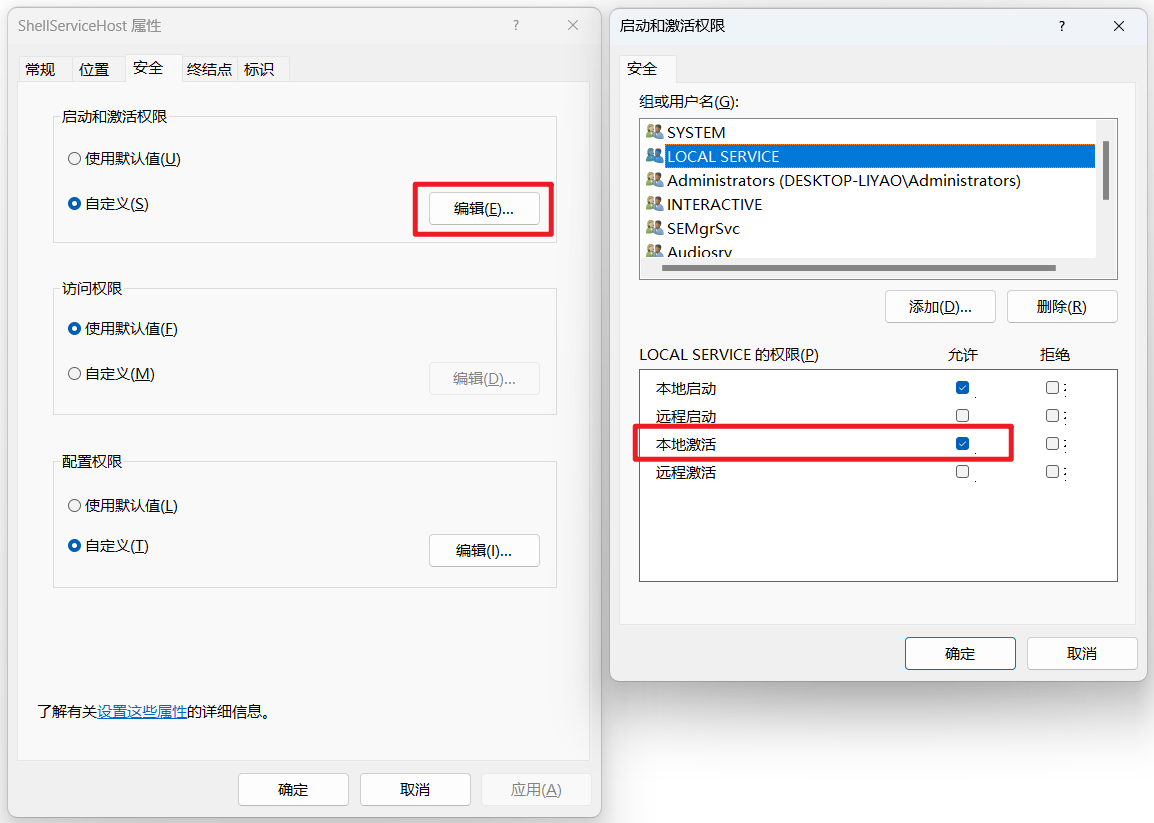 ShellServiceHost 属性
常规
位置
安全
终结点
标识
启动和激活权限
使用默认值(U)
自定义(S)
编辑(E)...
访问权限
使用默认值(F)
自定义(M)
编辑(D)...
配置权限
使用默认值(L)
自定义(T)
编辑(I)...
了解有关设置这些属性的详细信息。
确定
取消
应用(A)
启动和激活权限
安全
组或用户名(G):
SYSTEM
LOCAL SERVICE
Administrators (DESKTOP-LIYAO\Administrators)
INTERACTIVE
SEMgrSvc
Audiosrv
添加(D)...
删除(R)
LOCAL SERVICE 的权限(P)
允许
拒绝
本地启动
远程启动
本地激活
远程激活
确定
取消